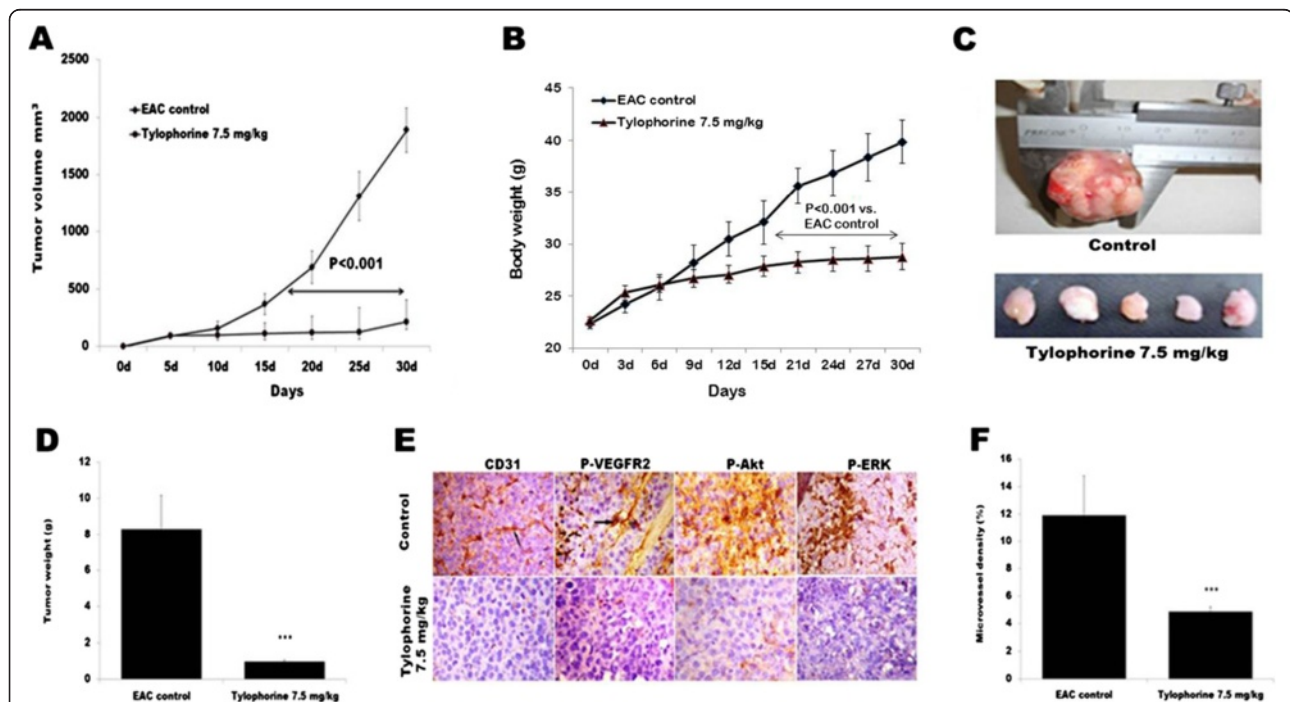 A
Tumor volume mm³
2500
2000
1500
1000
500
0
EAC control
Tylophorine 7.5 mg/kg
P<0.001
0d 5d 10d 15d 20d 25d 30d
Days
B
Body weight (g)
45
40
35
30
25
20
EAC control
Tylophorine 7.5 mg/kg
P<0.001 vs.
EAC control
0d 3d 6d 9d 12d 15d 21d 24d 27d 30d
Days
C
Control
Tylophorine 7.5 mg/kg
D
Tumor weight (g)
12
10
8
6
4
2
0
***
EAC control Tylophorine 7.5 mg/kg
E
CD31 P-VEGFR2 P-Akt P-ERK
Control
Tylophorine
7.5 mg/kg
F
Microvessel density (%)
16
14
12
10
8
6
4
2
0
***
EAC control Tylophorine 7.5 mg/kg